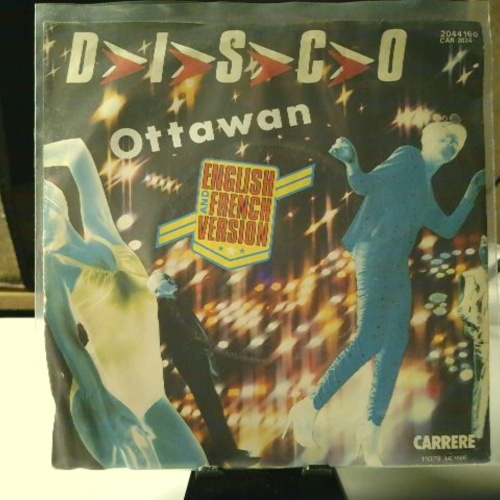 2044160
CAR 2024
D I S C O
Ottawan
ENGLISH
AND
FRENCH
VERSION
CARRERE